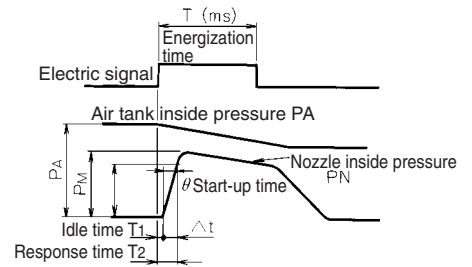 T (ms)
Energization
time
Electric signal
Air tank inside pressure PA
PA
PM
Nozzle inside pressure
PN
θ Start-up time
Idle time T1
Δt
Response time T2